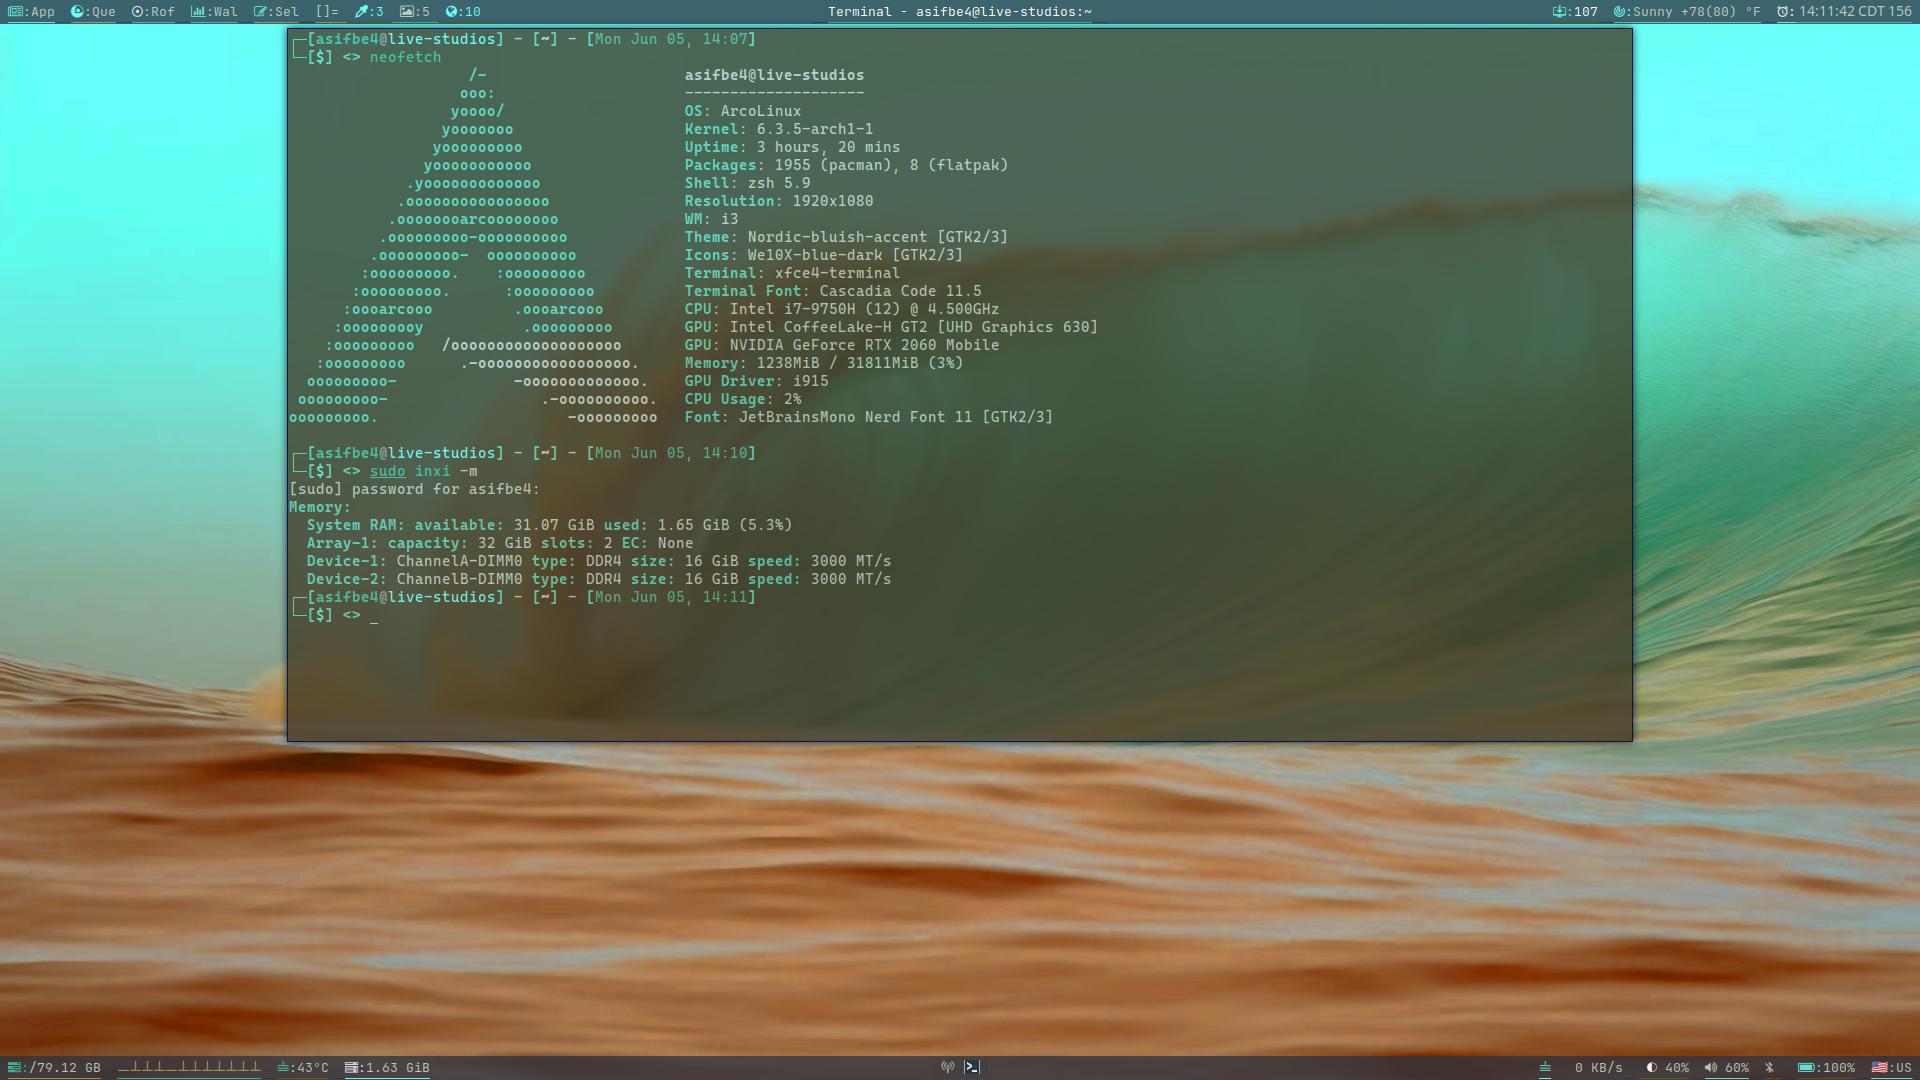 :App :Que :Rof :Wal :Sel []= :3 :5 :10 Terminal - asifbe4@live-studios:~ :107 :Sunny +78(80) °F : 14:11:42 CDT 156
[asifbe4@live-studios] - [~] - [Mon Jun 05, 14:07]
[$] <> neofetch
/- asifbe4@live-studios
ooo: --------------------
yoooo/ OS: ArcoLinux
yooooooo Kernel: 6.3.5-arch1-1
yooooooooo Uptime: 3 hours, 20 mins
yooooooooooo Packages: 1955 (pacman), 8 (flatpak)
.yooooooooooooo Shell: zsh 5.9
.oooooooooooooooo Resolution: 1920x1080
.oooooooarcoooooooo WM: i3
.ooooooooo-oooooooooo Theme: Nordic-bluish-accent [GTK2/3]
.ooooooooo-  oooooooooo Icons: We10X-blue-dark [GTK2/3]
:ooooooooo.    :ooooooooo Terminal: xfce4-terminal
:ooooooooo.      :ooooooooo Terminal Font: Cascadia Code 11.5
:oooarcooo         .oooarcooo CPU: Intel i7-9750H (12) @ 4.500GHz
:ooooooooy           .ooooooooo GPU: Intel CoffeeLake-H GT2 [UHD Graphics 630]
:ooooooooo   /ooooooooooooooooooo GPU: NVIDIA GeForce RTX 2060 Mobile
:ooooooooo      .-ooooooooooooooooo. Memory: 1238MiB / 31811MiB (3%)
ooooooooo-             -ooooooooooooo. GPU Driver: i915
ooooooooo-                 .-oooooooooo. CPU Usage: 2%
ooooooooo.                     -ooooooooo Font: JetBrainsMono Nerd Font 11 [GTK2/3]
[asifbe4@live-studios] - [~] - [Mon Jun 05, 14:10]
[$] <> sudo inxi -m
[sudo] password for asifbe4:
Memory:
System RAM: available: 31.07 GiB used: 1.65 GiB (5.3%)
Array-1: capacity: 32 GiB slots: 2 EC: None
Device-1: ChannelA-DIMM0 type: DDR4 size: 16 GiB speed: 3000 MT/s
Device-2: ChannelB-DIMM0 type: DDR4 size: 16 GiB speed: 3000 MT/s
[asifbe4@live-studios] - [~] - [Mon Jun 05, 14:11]
[$] <> _
:/79.12 GB :43°C :1.63 GiB 0 KB/s 40% 60% :100% :US